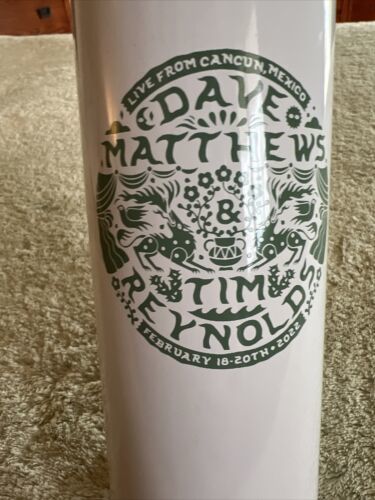 LIVE FROM CANCUN, MEXICO
DAVE
MATTHEWS
&
TIM
REYNOLDS
FEBRUARY 18-20TH • 2022